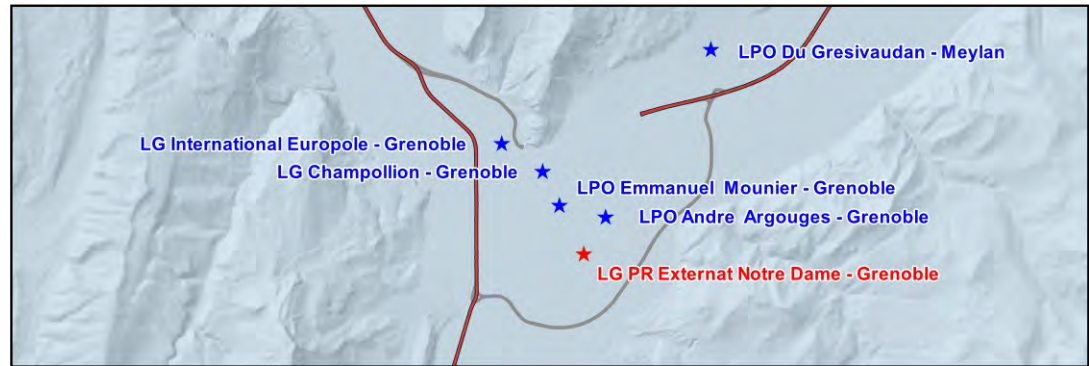 LPO Du Gresivaudan - Meylan
LG International Europole - Grenoble
LG Champollion - Grenoble
LPO Emmanuel Mounier - Grenoble
LPO Andre Argouges - Grenoble
LG PR Externat Notre Dame - Grenoble